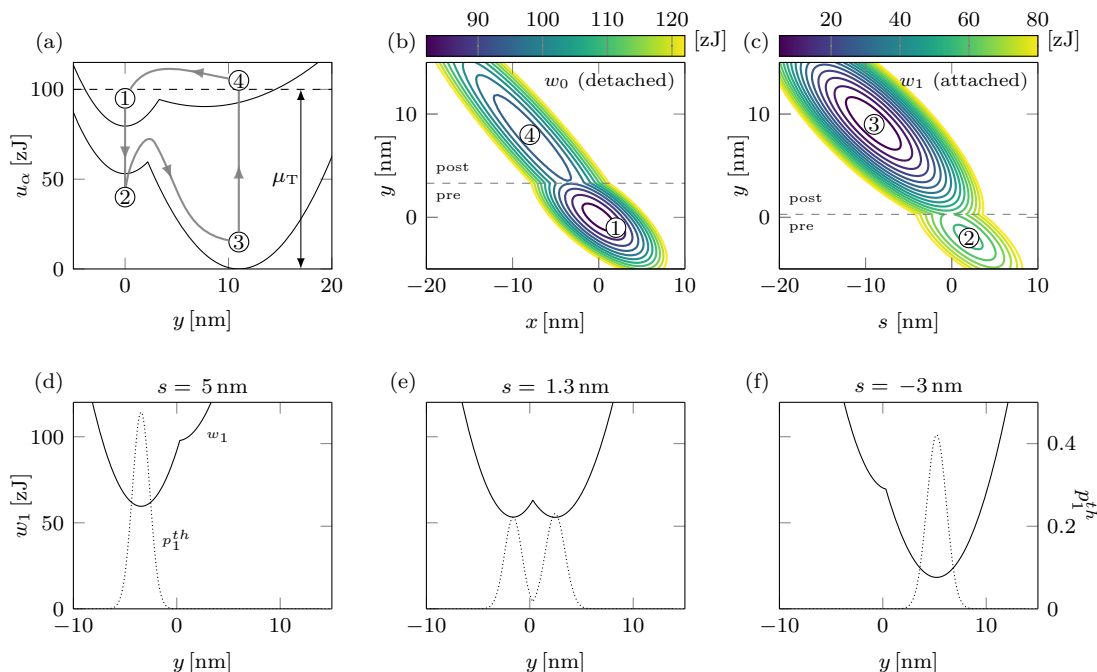 90 100 110 120 [zJ]
20 40 60 80 [zJ]
(a) (b) (c)
100
50
0
u_α [zJ]
0 10 20
y [nm]
1
2
3
4
μ_T
w_0 (detached)
10
0
y [nm]
post
pre
4
1
−20 −10 0 10
x [nm]
w_1 (attached)
10
0
y [nm]
post
pre
3
2
−20 −10 0 10
s [nm]
(d) s = 5 nm
100
50
0
w_1 [zJ]
w_1
p_1^{th}
−10 0 10
y [nm]
(e) s = 1.3 nm
−10 0 10
y [nm]
(f) s = −3 nm
0.4
0.2
0
p_1^{th}
−10 0 10
y [nm]